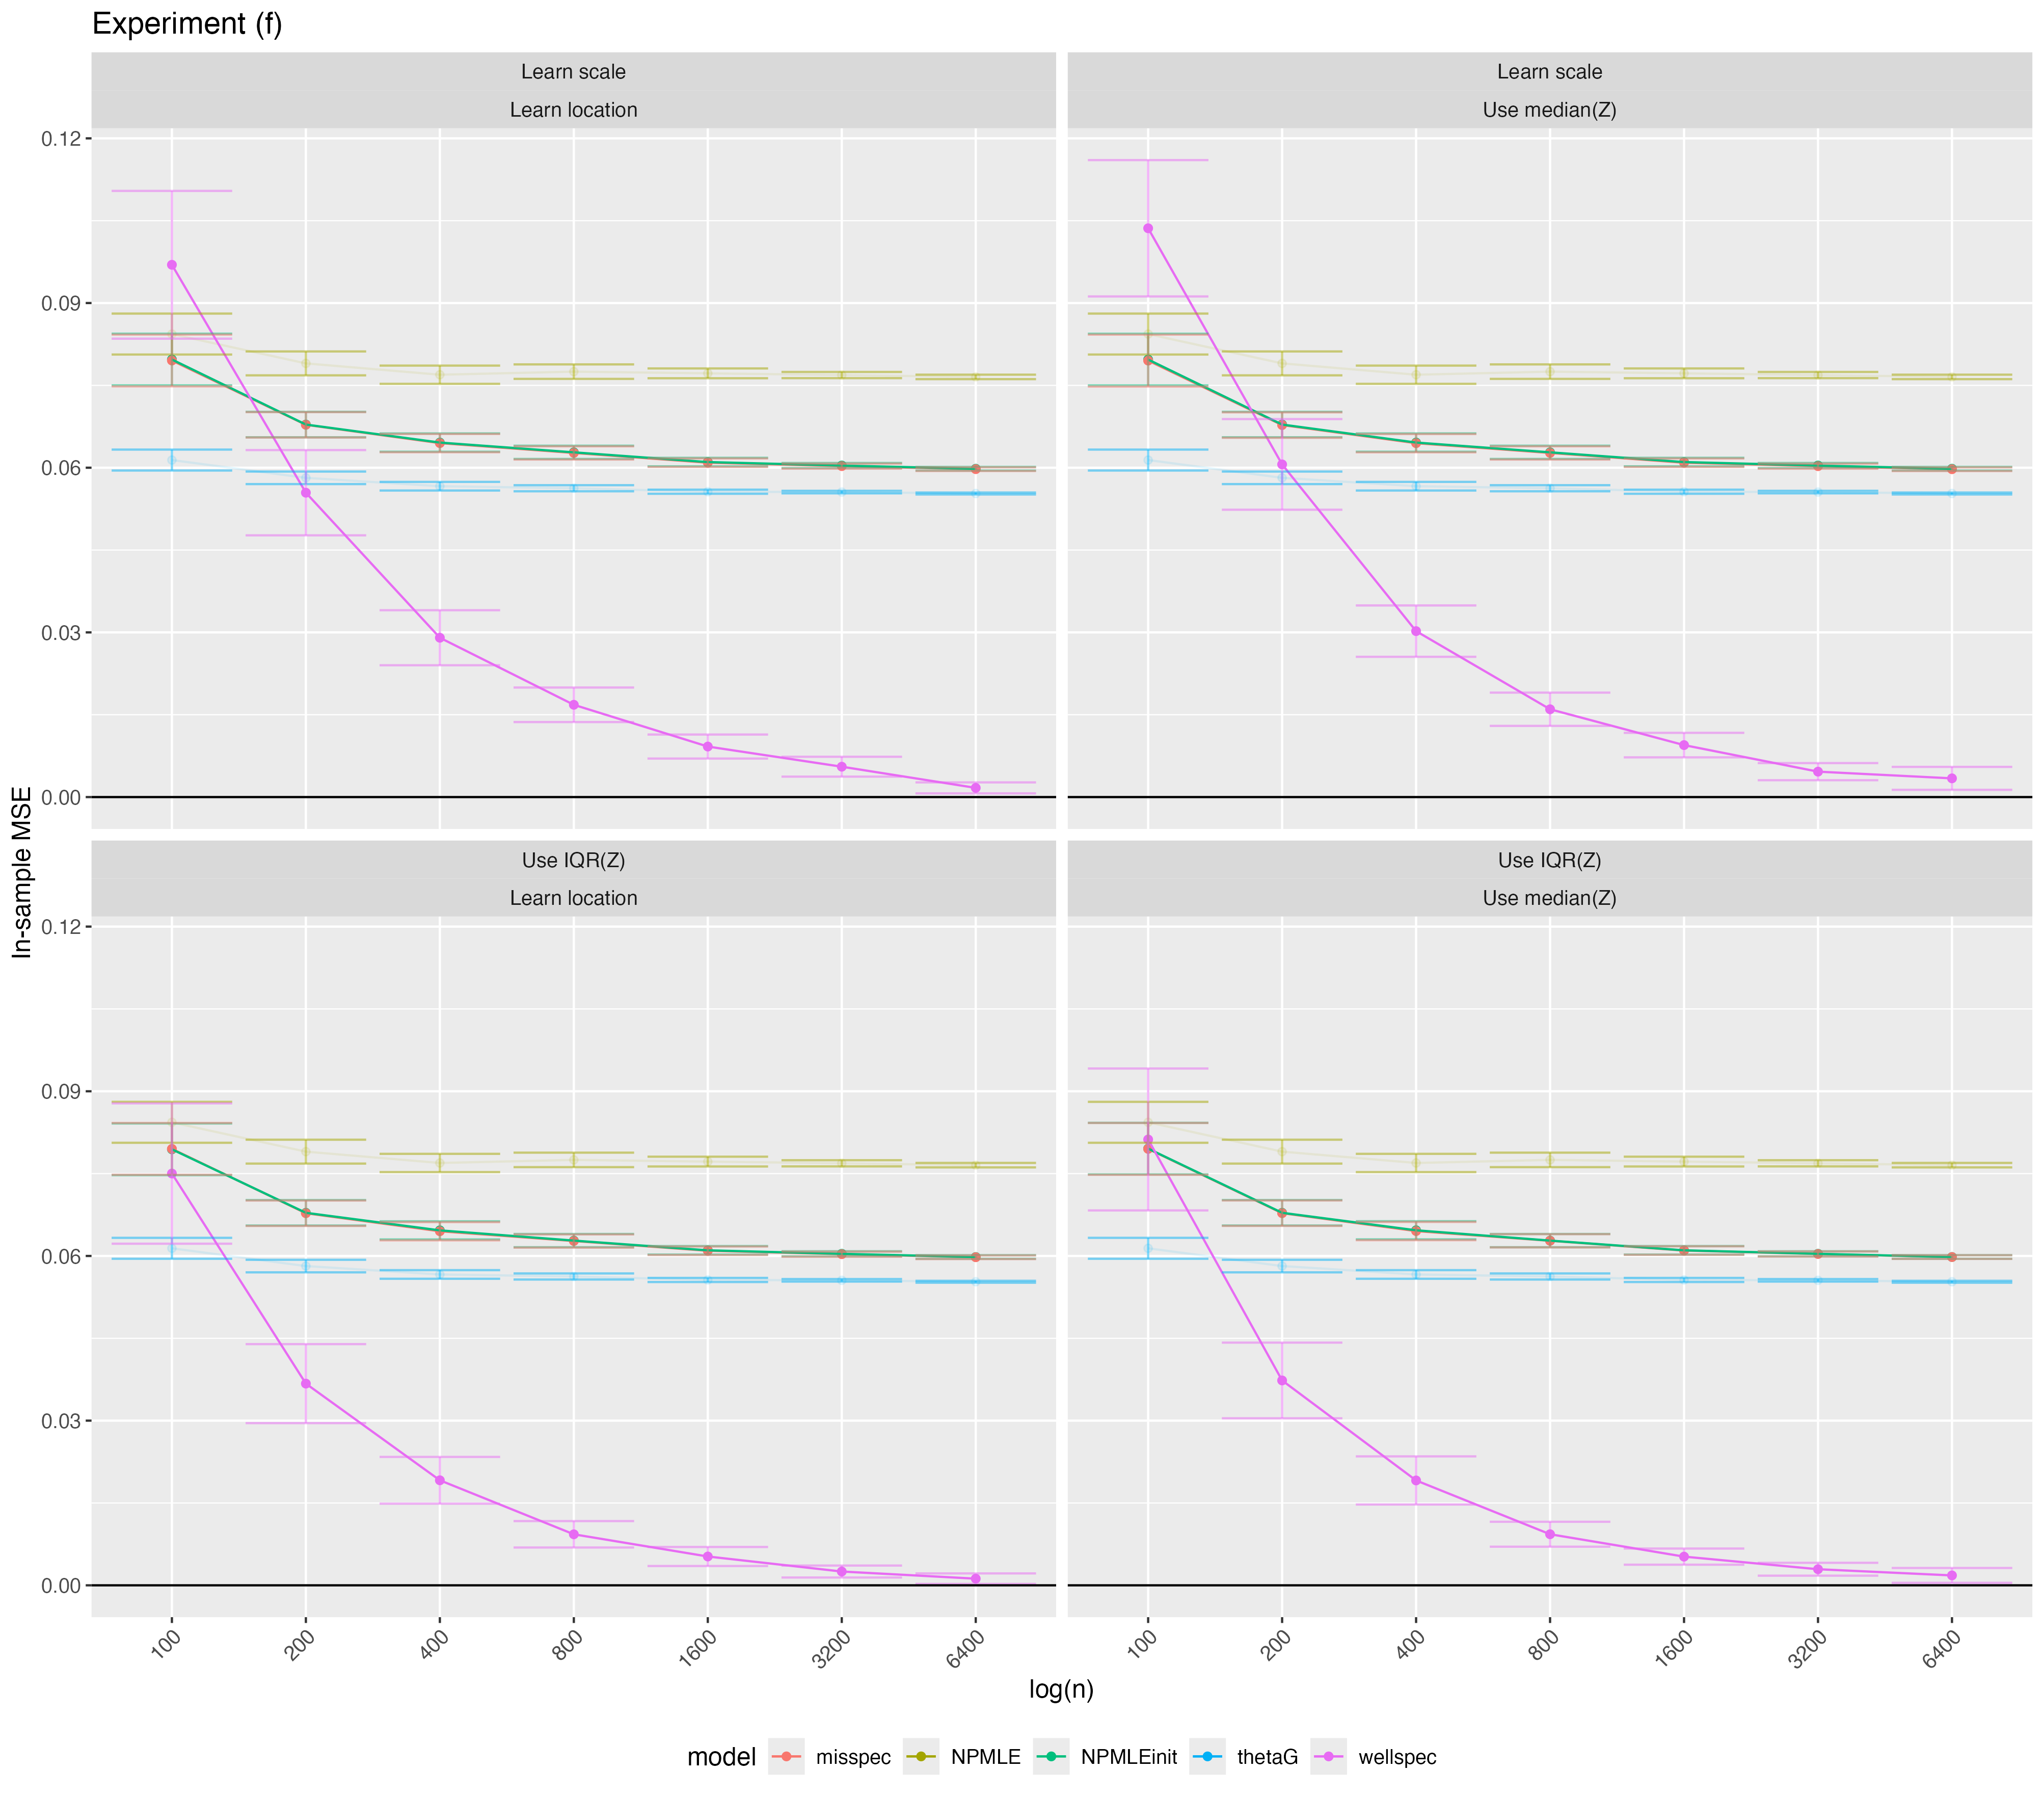 Experiment (f)
Learn scale
Learn location
Learn scale
Use median(Z)
0.12
0.09
0.06
0.03
0.00
In-sample MSE
Use IQR(Z)
Learn location
Use IQR(Z)
Use median(Z)
0.12
0.09
0.06
0.03
0.00
100 200 400 800 1600 3200 6400
100 200 400 800 1600 3200 6400
log(n)
model misspec NPMLE NPMLEinit thetaG wellspec